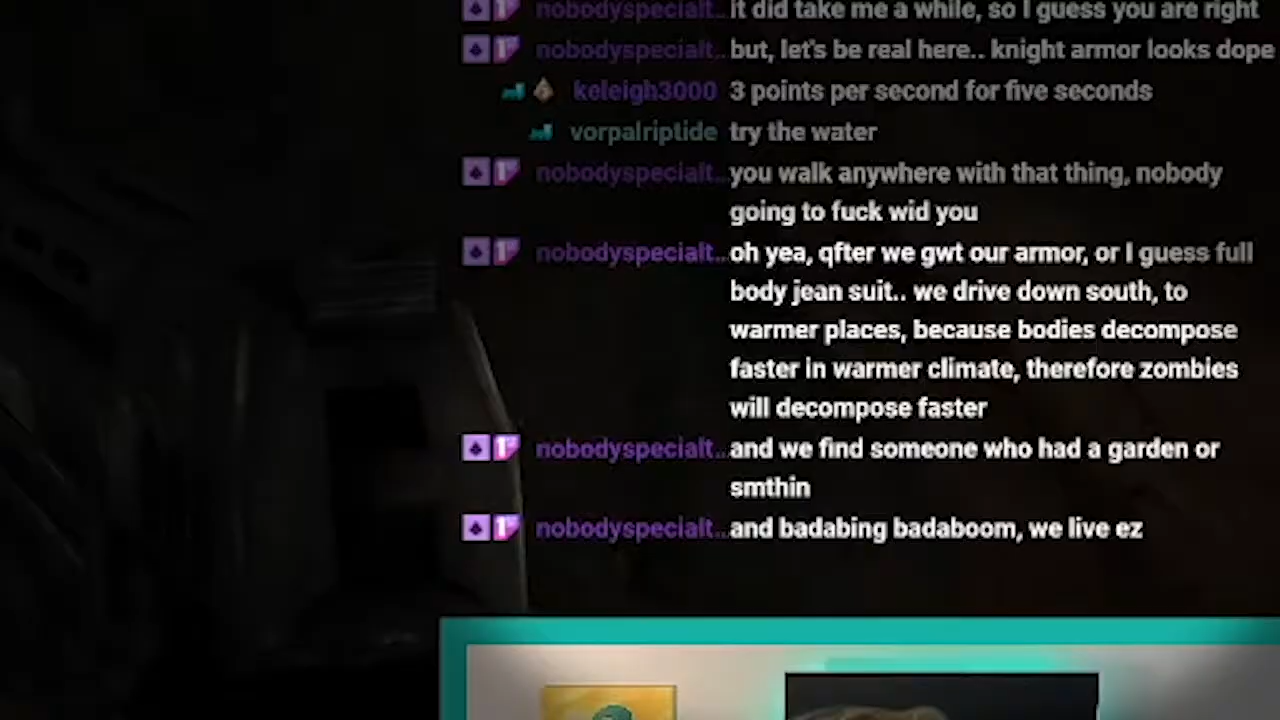 nobodyspecialt.. it did take me a while, so I guess you are right
nobodyspecialt.. but, let's be real here.. knight armor looks dope
keleigh3000 3 points per second for five seconds
vorpalriptide try the water
nobodyspecialt.. you walk anywhere with that thing, nobody
going to fuck wid you
nobodyspecialt.. oh yea, qfter we gwt our armor, or I guess full
body jean suit.. we drive down south, to
warmer places, because bodies decompose
faster in warmer climate, therefore zombies
will decompose faster
nobodyspecialt.. and we find someone who had a garden or
smthin
nobodyspecialt.. and badabing badaboom, we live ez